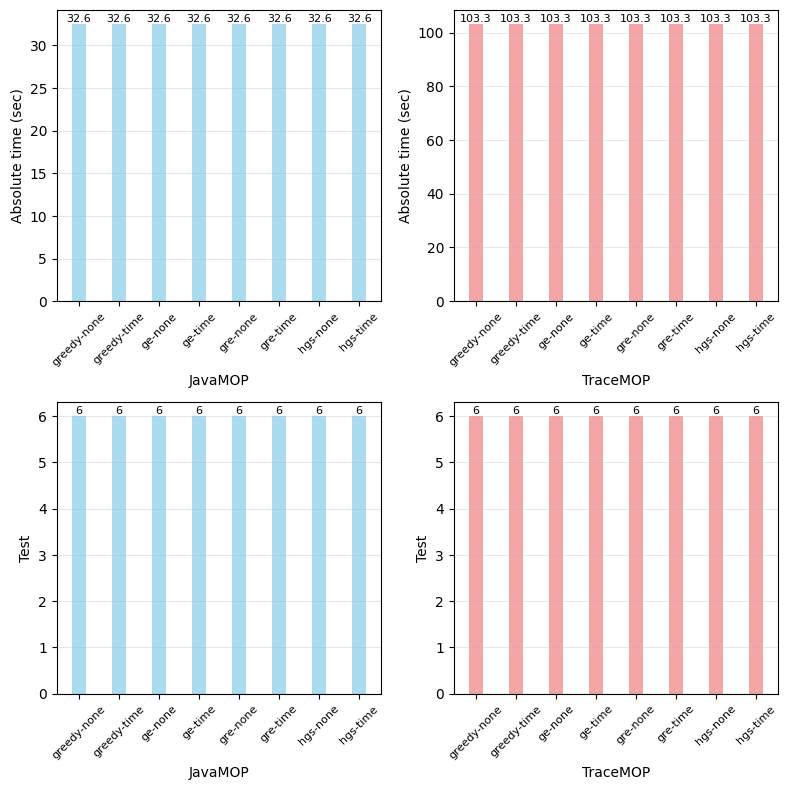 32.6 32.6 32.6 32.6 32.6 32.6 32.6 32.6
30
25
20
15
10
5
0
Absolute time (sec)
greedy-none greedy-time ge-none ge-time gre-none gre-time hgs-none hgs-time
JavaMOP
103.3 103.3 103.3 103.3 103.3 103.3 103.3 103.3
100
80
60
40
20
0
Absolute time (sec)
greedy-none greedy-time ge-none ge-time gre-none gre-time hgs-none hgs-time
TraceMOP
6 6 6 6 6 6 6 6
6
5
4
3
2
1
0
Test
greedy-none greedy-time ge-none ge-time gre-none gre-time hgs-none hgs-time
JavaMOP
6 6 6 6 6 6 6 6
6
5
4
3
2
1
0
Test
greedy-none greedy-time ge-none ge-time gre-none gre-time hgs-none hgs-time
TraceMOP